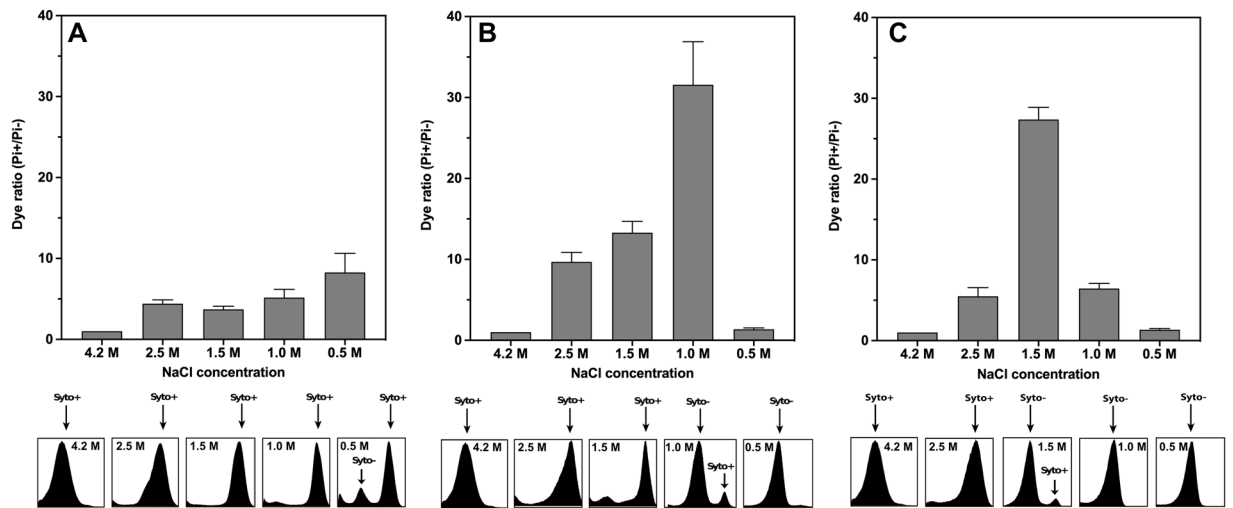 A
Dye ratio (Pi+/Pi-)
40
30
20
10
0
4.2 M 2.5 M 1.5 M 1.0 M 0.5 M
NaCl concentration
Syto+ Syto+ Syto+ Syto+ Syto+
4.2 M 2.5 M 1.5 M 1.0 M 0.5 M
Syto-
B
Dye ratio (Pi+/Pi-)
40
30
20
10
0
4.2 M 2.5 M 1.5 M 1.0 M 0.5 M
NaCl concentration
Syto+ Syto+ Syto+ Syto- Syto-
4.2 M 2.5 M 1.5 M 1.0 M 0.5 M
Syto+
C
Dye ratio (Pi+/Pi-)
40
30
20
10
0
4.2 M 2.5 M 1.5 M 1.0 M 0.5 M
NaCl concentration
Syto+ Syto+ Syto- Syto- Syto-
4.2 M 2.5 M 1.5 M 1.0 M 0.5 M
Syto+